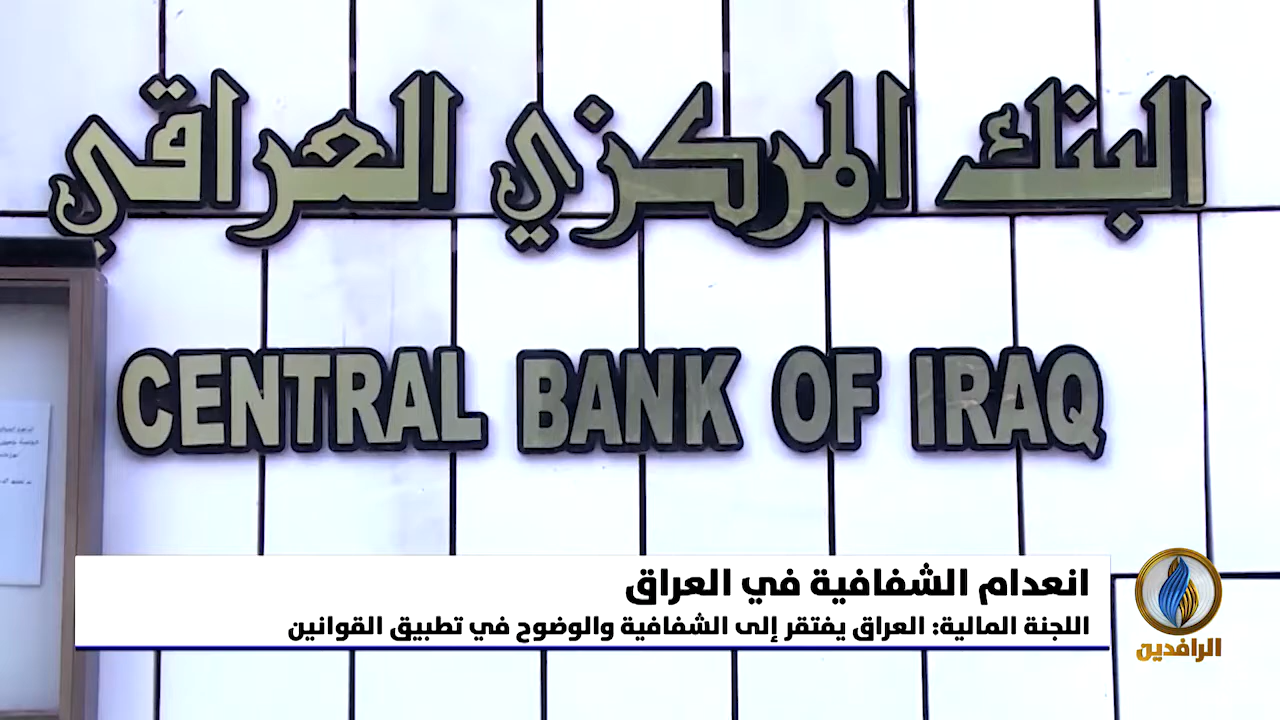 البنك المركزي العراقي
CENTRAL BANK OF IRAQ
انعدام الشفافية في العراق
اللجنة المالية: العراق يفتقر إلى الشفافية والوضوح في تطبيق القوانين
الرافدين